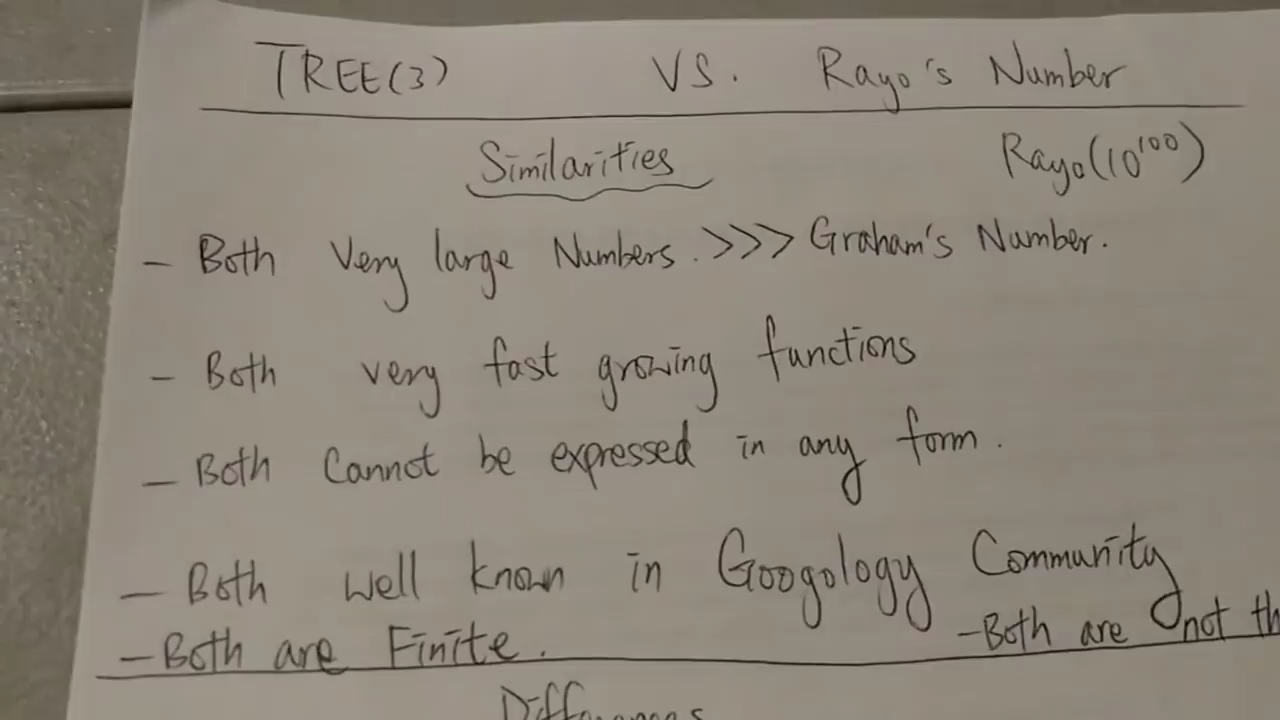 TREE(3) VS. Rayo's Number
Similarities
Rayo(10^100)
- Both Very large Numbers. >>> Graham's Number.
- Both very fast growing functions
- Both Cannot be expressed in any form.
- Both well known in Googology Community
- Both are Finite.
- Both are not th
Differences